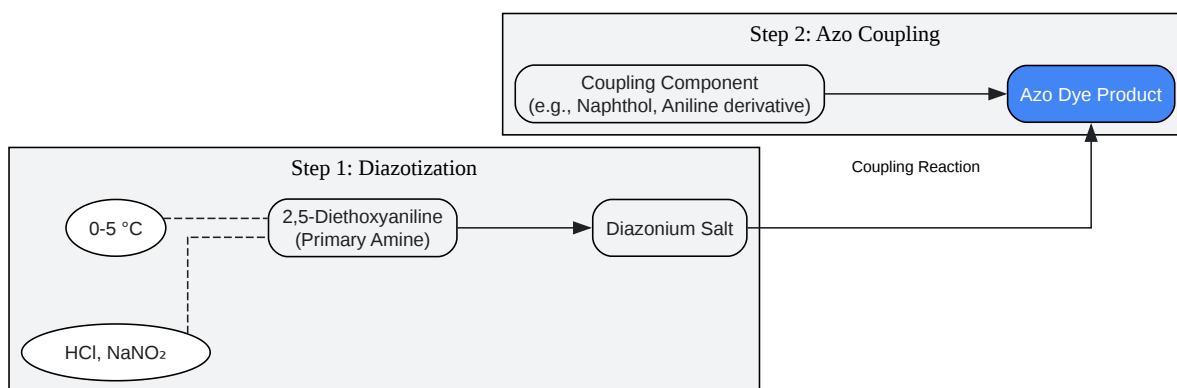 Step 2: Azo Coupling
Coupling Component
(e.g., Naphthol, Aniline derivative)
Azo Dye Product
Coupling Reaction
Step 1: Diazotization
0-5 °C
2,5-Diethoxyaniline
(Primary Amine)
Diazonium Salt
HCl, NaNO₂